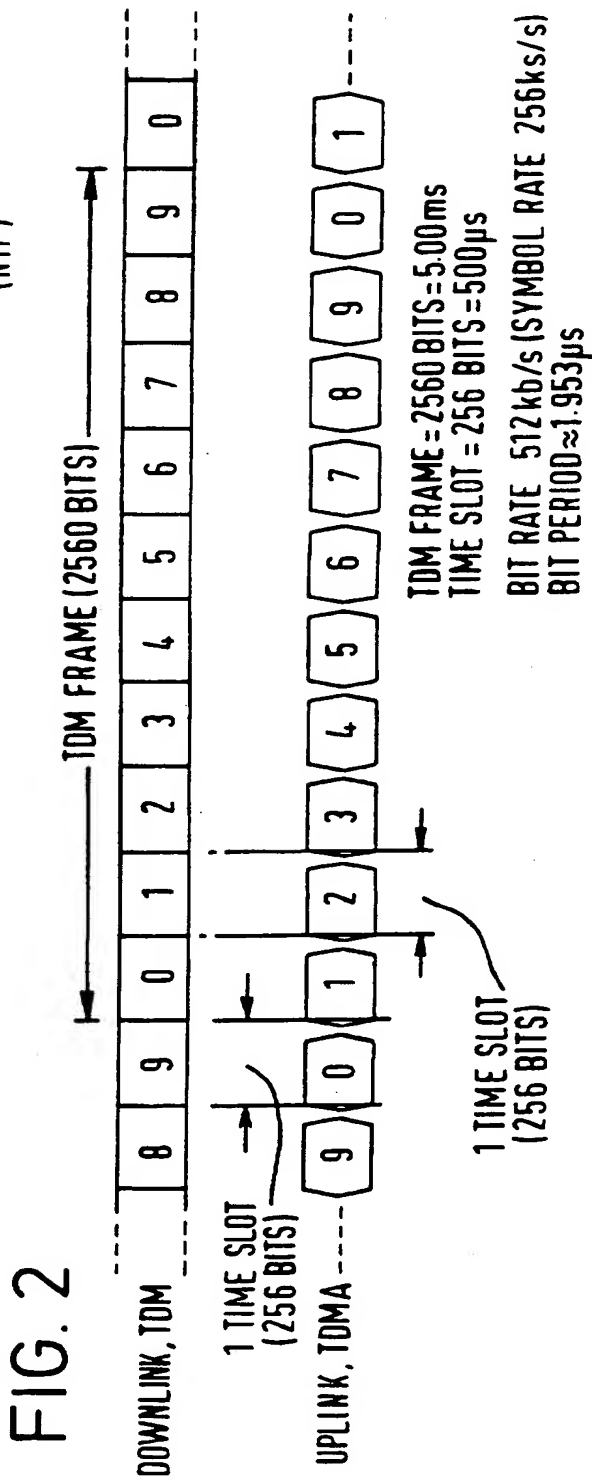 FIG. 2
TDM FRAME (2560 BITS)
DOWNLINK, TDM
8 9 0 1 2 3 4 5 6 7 8 9 0
1 TIME SLOT
(256 BITS)
UPLINK, TDMA
9 0 1 2 3 4 5 6 7 8 9 0 1
1 TIME SLOT
(256 BITS)
TDM FRAME = 2560 BITS = 5.00ms
TIME SLOT = 256 BITS = 500µs
BIT RATE 512kb/s (SYMBOL RATE 256ks/s)
BIT PERIOD ≈ 1.953µs